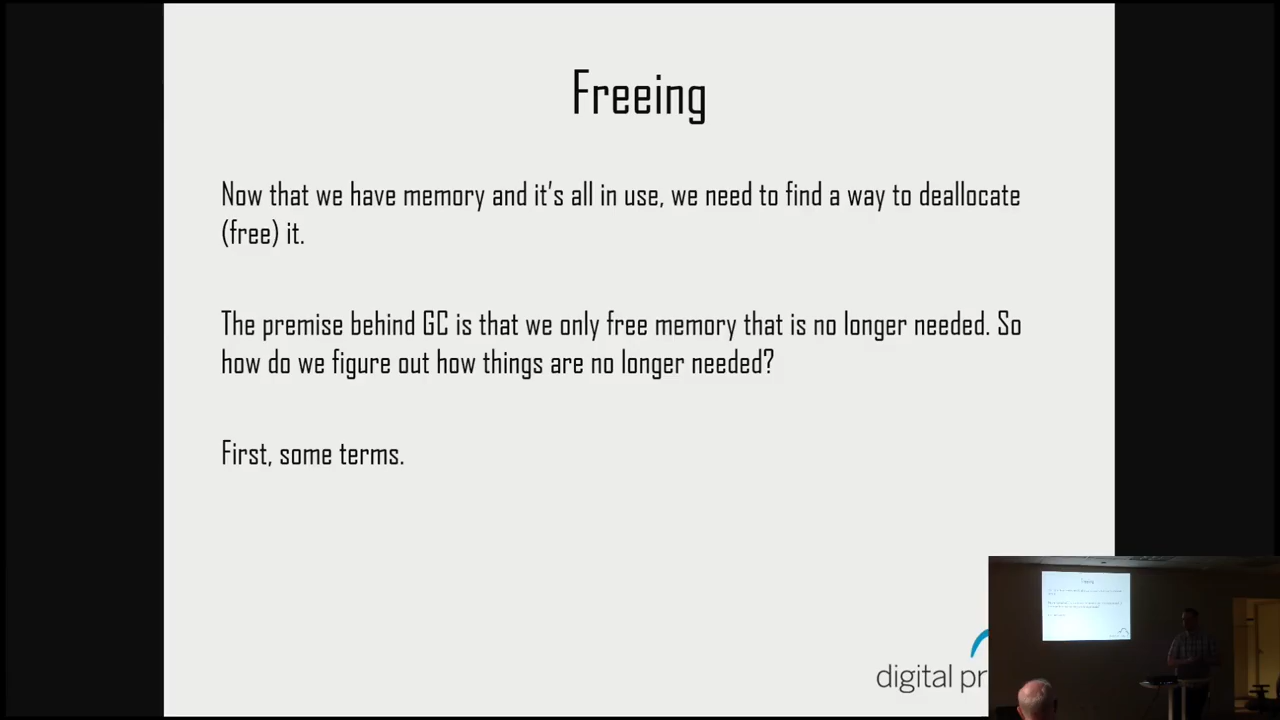 Freeing
Now that we have memory and it's all in use, we need to find a way to deallocate
(free) it.
The premise behind GC is that we only free memory that is no longer needed. So
how do we figure out how things are no longer needed?
First, some terms.
digital pr
Freeing